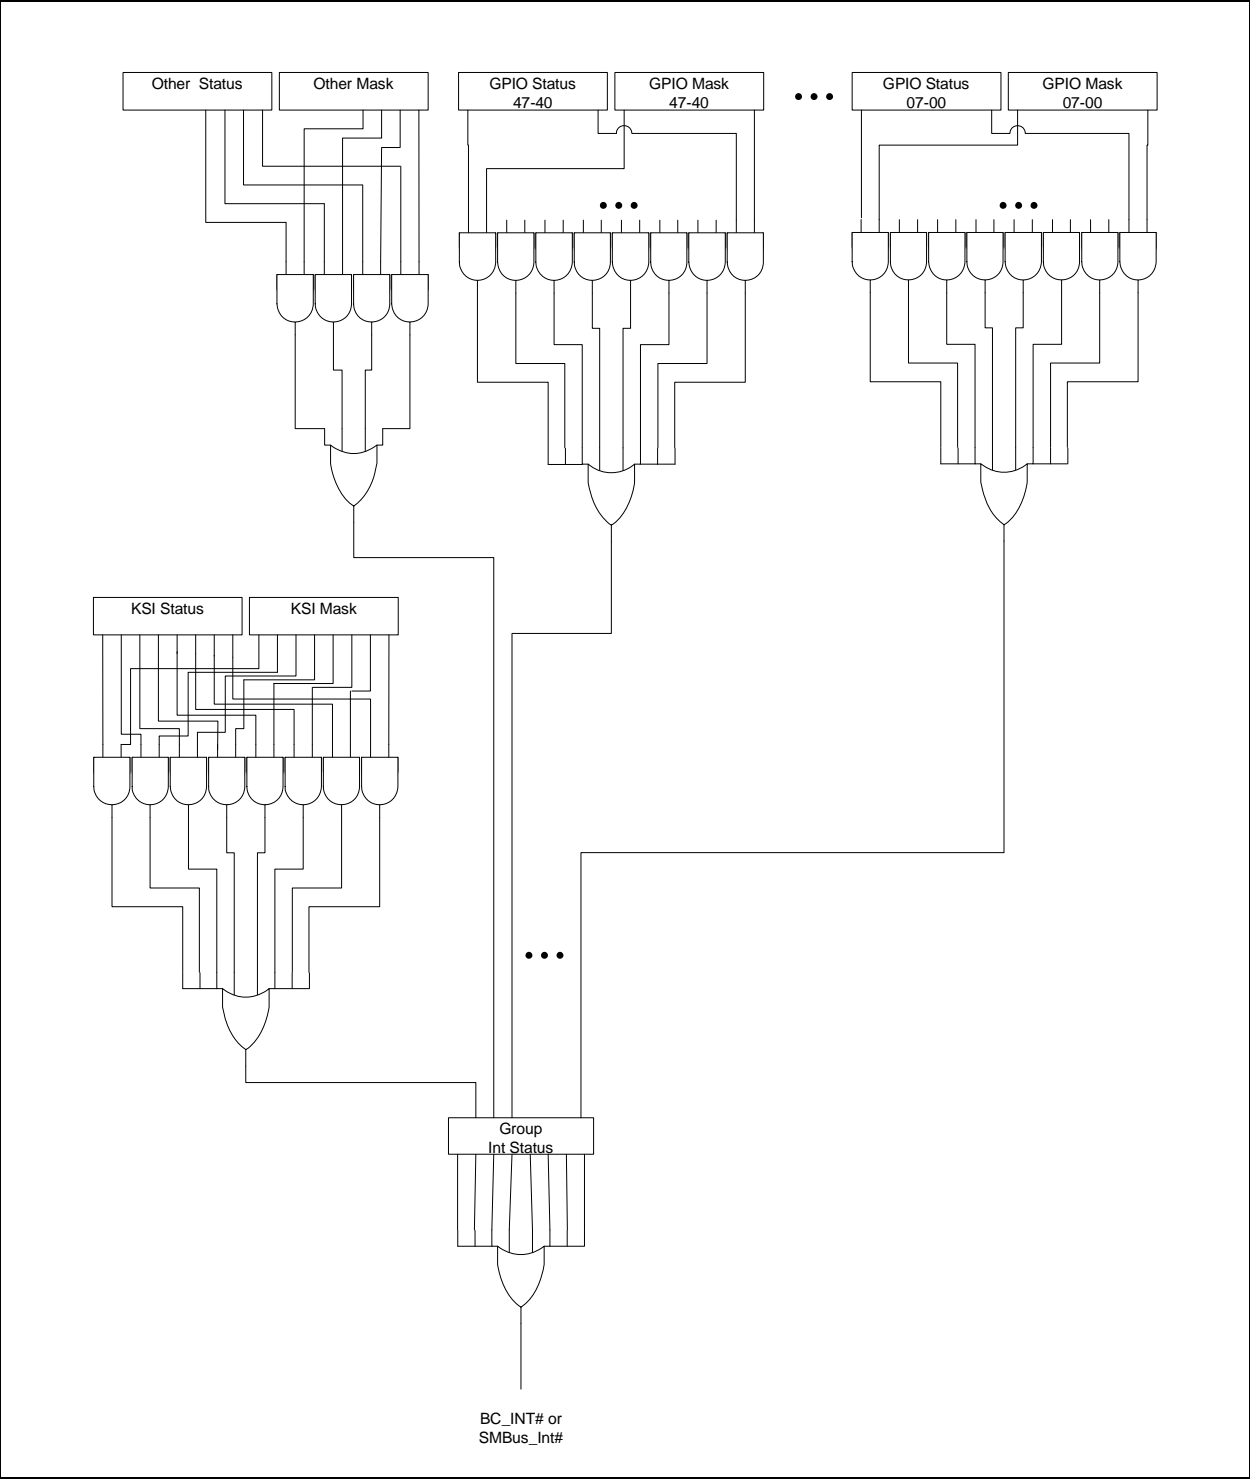 Other Status
Other Mask
GPIO Status
47-40
GPIO Mask
47-40
GPIO Status
07-00
GPIO Mask
07-00
KSI Status
KSI Mask
Group
Int Status
BC_INT# or
SMBus_Int#